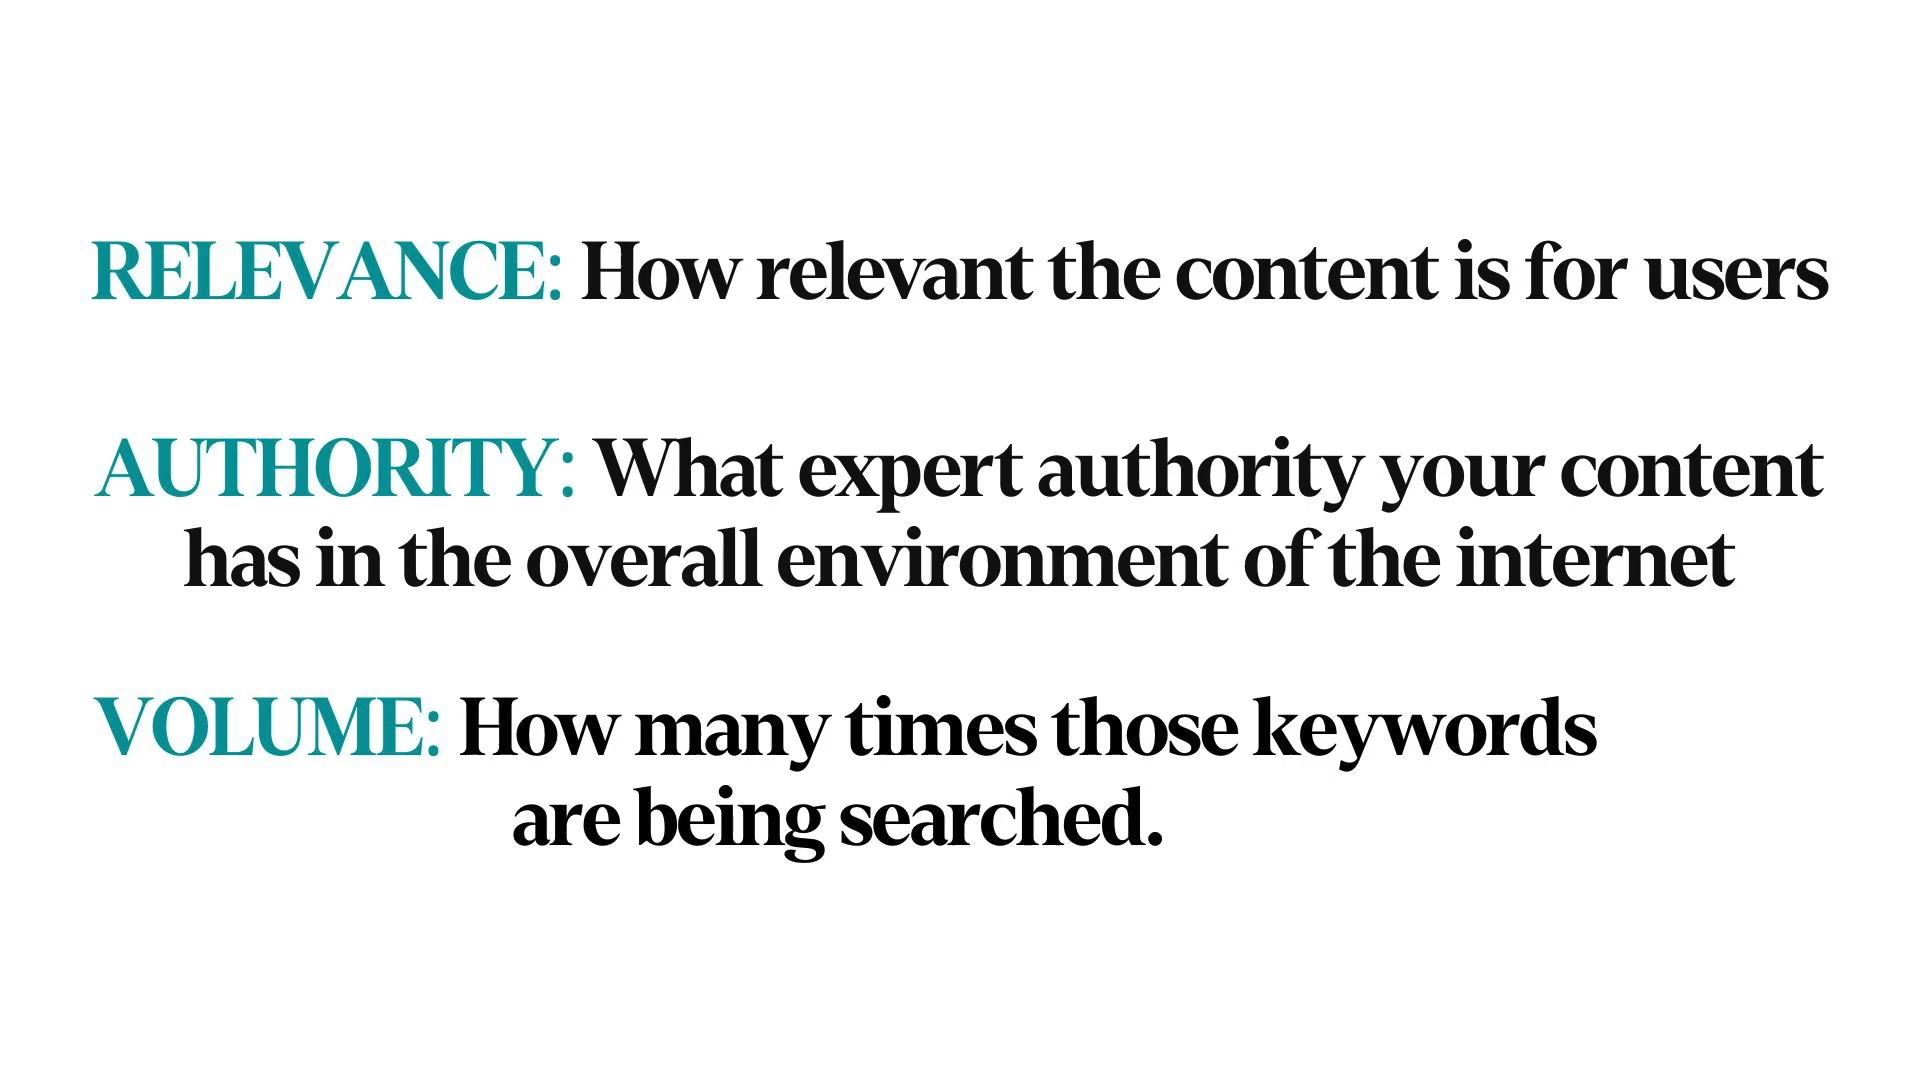 RELEVANCE: How relevant the content is for users
AUTHORITY: What expert authority your content
has in the overall environment of the internet
VOLUME: How many times those keywords
are being searched.